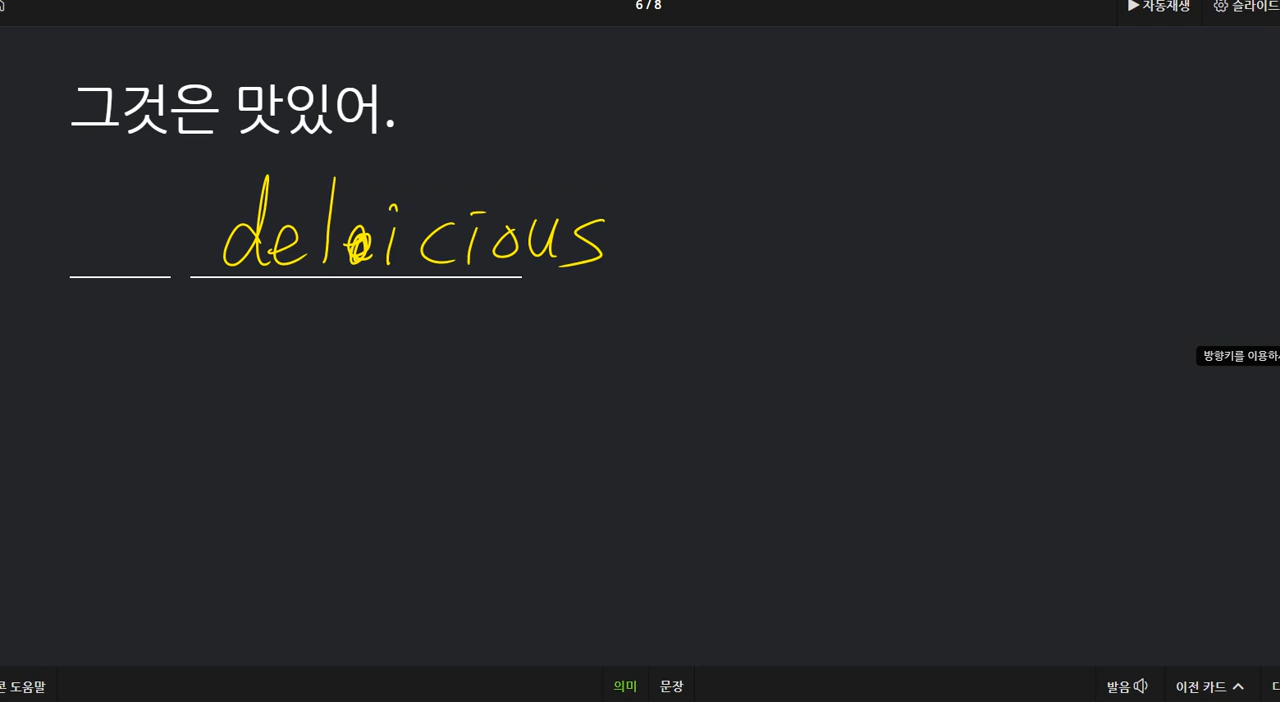 6 / 8
자동재생
슬라이드
그것은 맛있어.
delicious
방향키를 이용하
도움말
의미
문장
발음
이전 카드